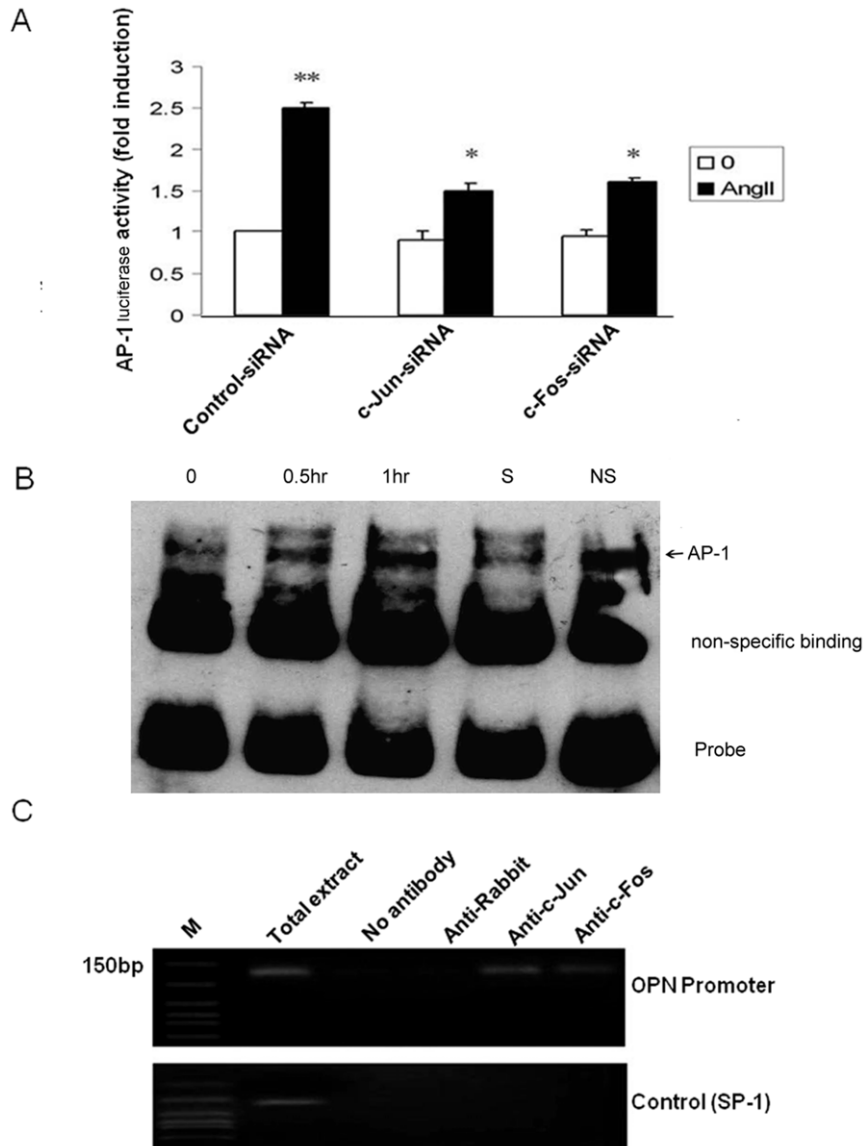 A
AP-1 luciferase activity (fold induction)
3
2.5
2
1.5
1
0.5
0
**
*
*
0
AngII
Control-siRNA
c-Jun-siRNA
c-Fos-siRNA
B
0 0.5hr 1hr S NS
AP-1
non-specific binding
Probe
C
M Total extract No antibody Anti-Rabbit Anti-c-Jun Anti-c-Fos
150bp
OPN Promoter
Control (SP-1)